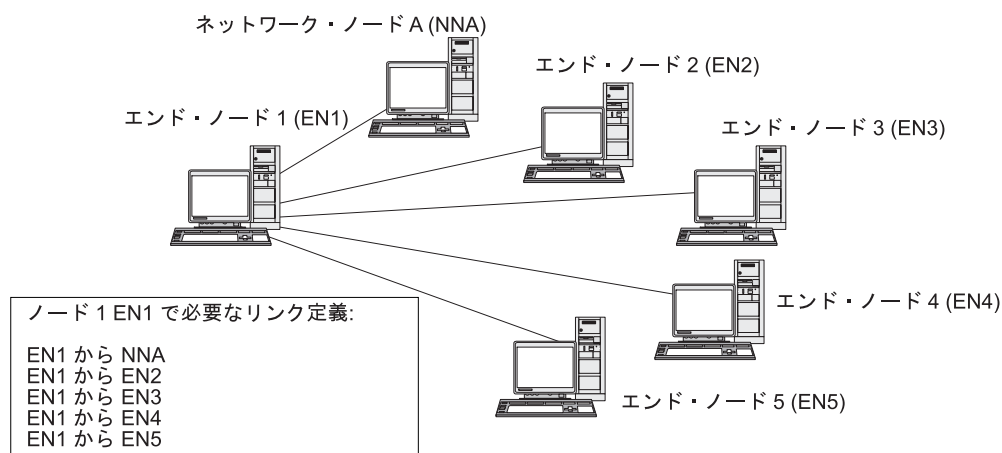 ネットワーク・ノード A (NNA)
エンド・ノード 2 (EN2)
エンド・ノード 1 (EN1)
エンド・ノード 3 (EN3)
エンド・ノード 4 (EN4)
エンド・ノード 5 (EN5)
ノード 1 EN1 で必要なリンク定義:
EN1 から NNA
EN1 から EN2
EN1 から EN3
EN1 から EN4
EN1 から EN5